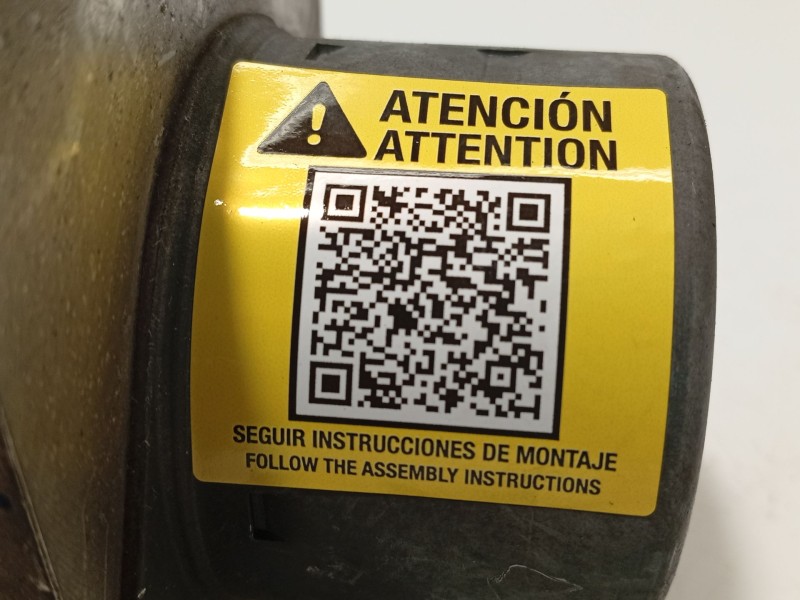 ATENCIÓN
ATTENTION
SEGUIR INSTRUCCIONES DE MONTAJE
FOLLOW THE ASSEMBLY INSTRUCTIONS